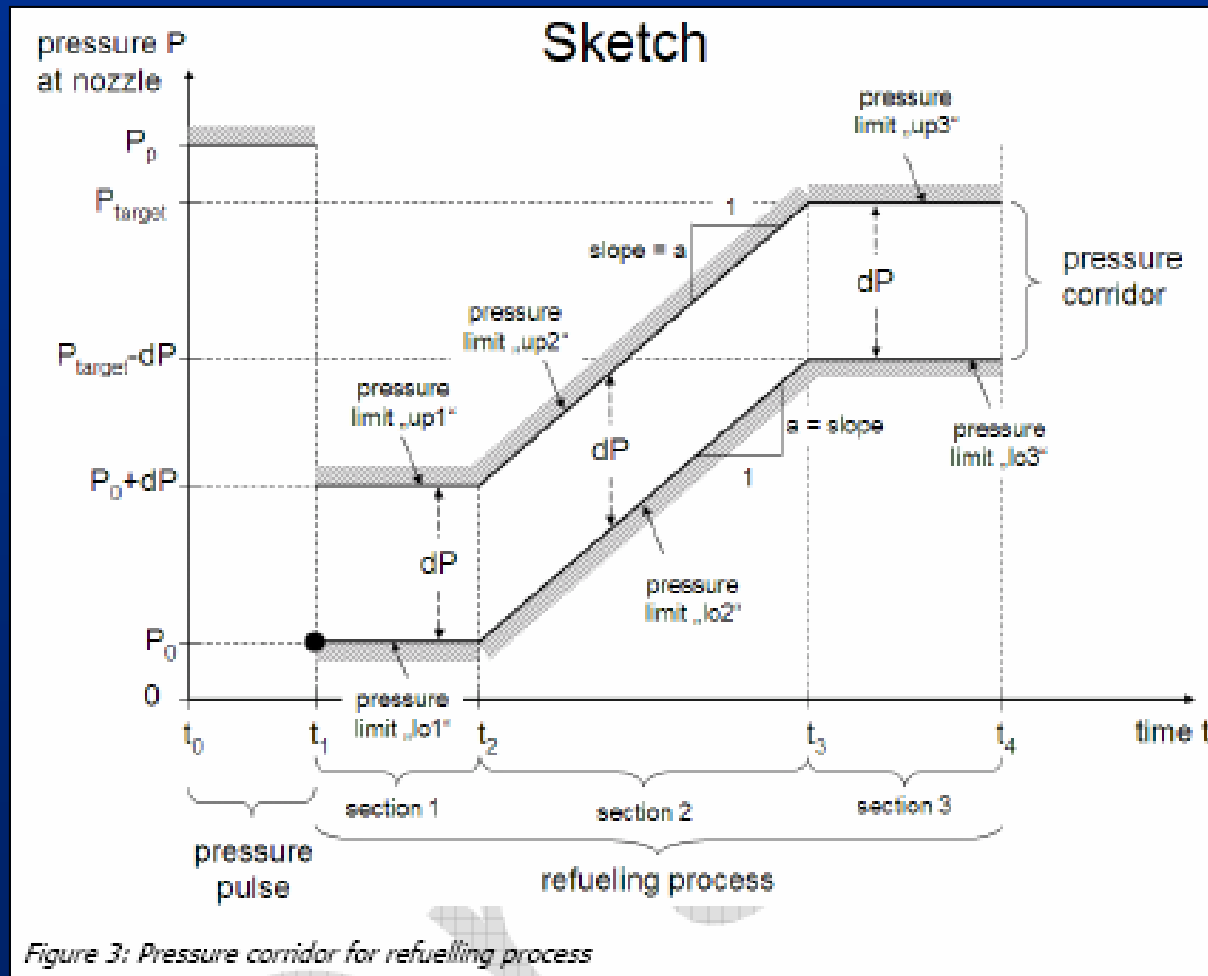 Sketch
pressure P
at nozzle
Pp
Ptarget
Ptarget-dP
P0+dP
P0
0
pressure
limit „up1“
pressure
limit „up2“
pressure
limit „up3“
slope = a
1
dP
dP
dP
a = slope
1
pressure
corridor
pressure
limit „lo3“
pressure
limit „lo2“
pressure
limit „lo1“
t0
t1
t2
t3
t4
time t
section 1
section 2
section 3
pressure
pulse
refueling process
Figure 3: Pressure corridor for refuelling process